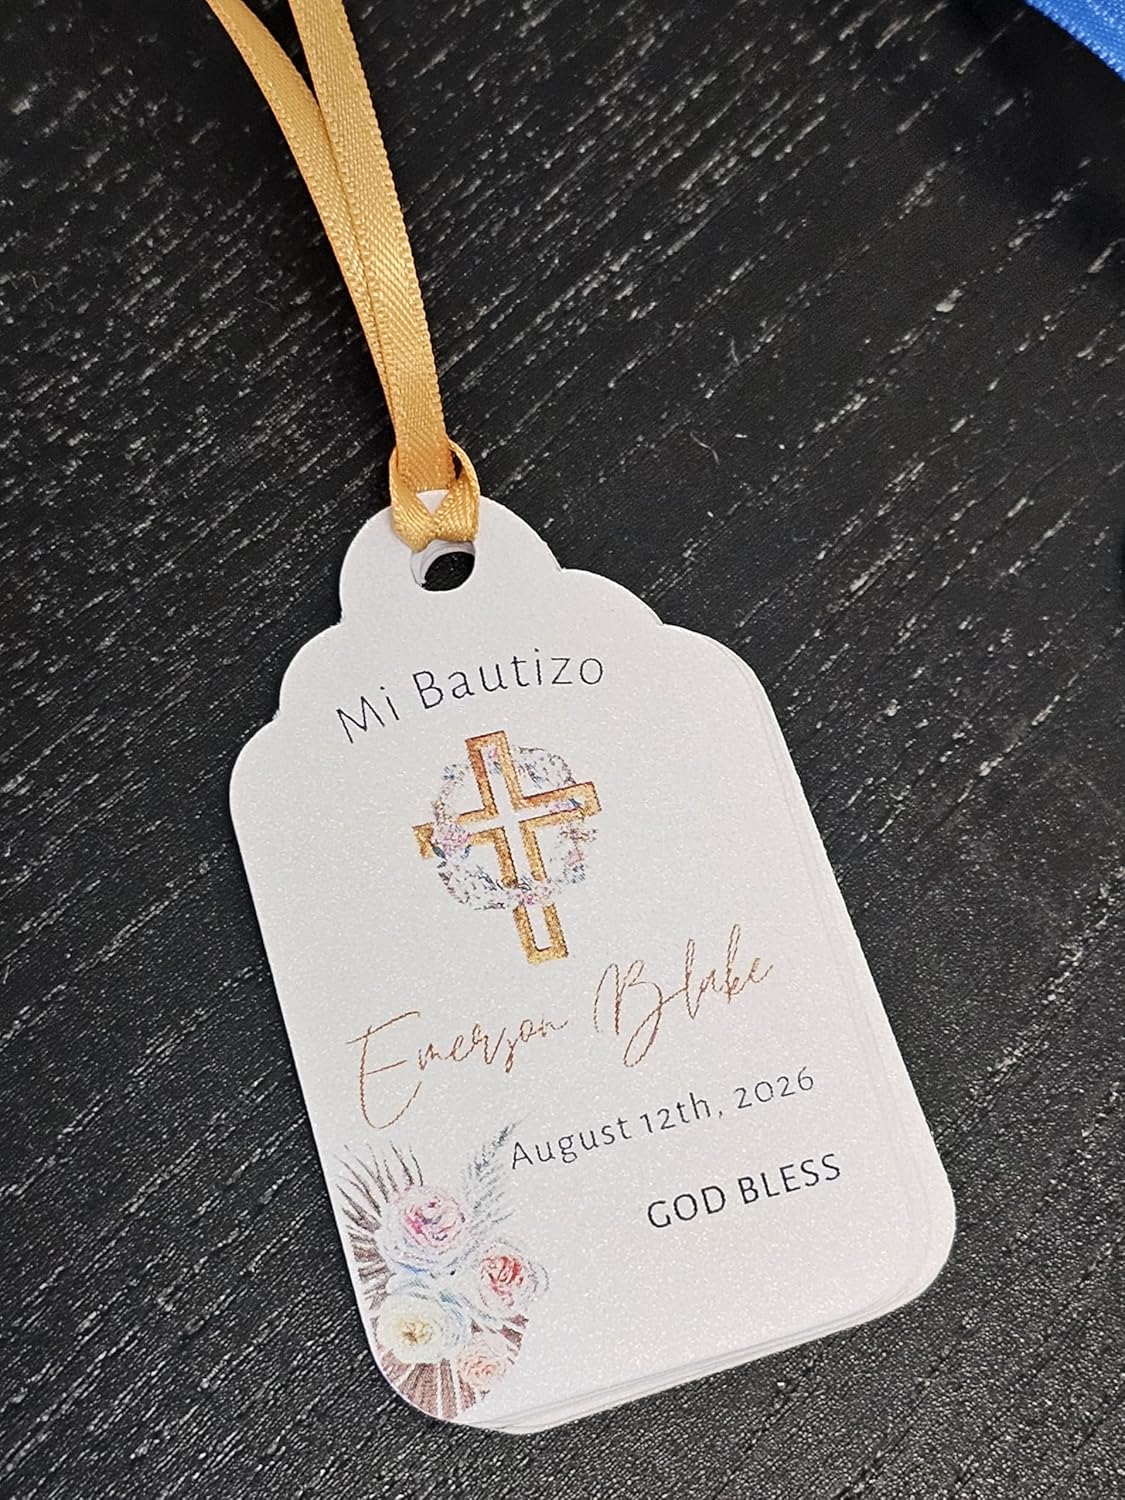 Mi Bautizo
Emerson Blake
August 12th, 2026
GOD BLESS